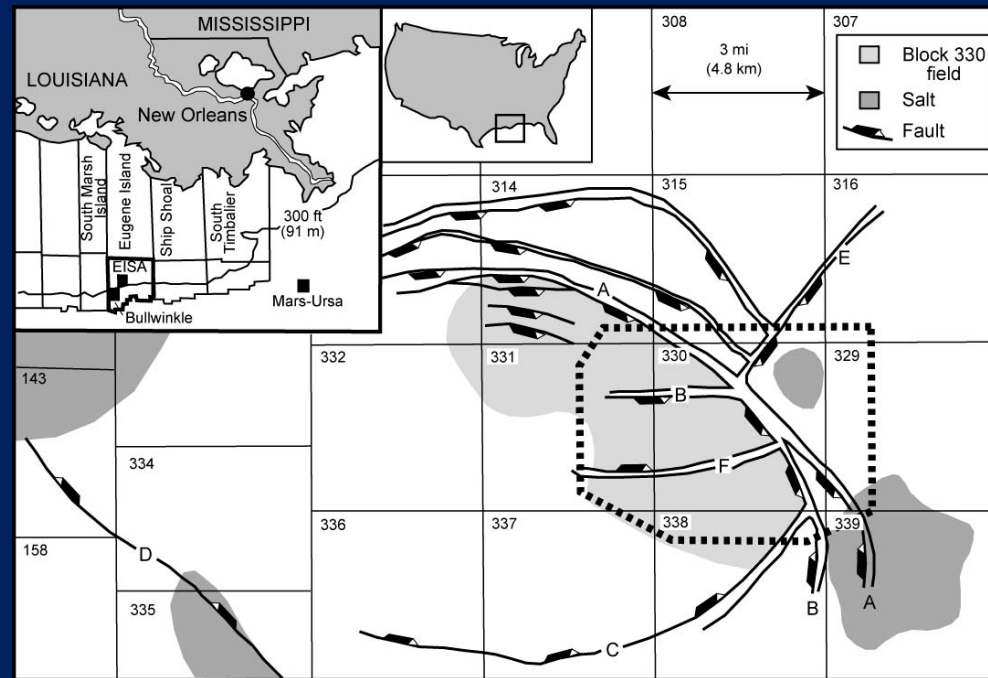 MISSISSIPPI
LOUISIANA
New Orleans
South Marsh
Island
Eugene Island
Ship Shoal
South
Timbalier
300 ft
(91 m)
EISA
Mars-Ursa
Bullwinkle
308
307
3 mi
(4.8 km)
Block 330
field
Salt
Fault
314
315
316
E
A
332
331
330
329
143
B
334
F
336
337
338
339
158
D
335
B
A
C